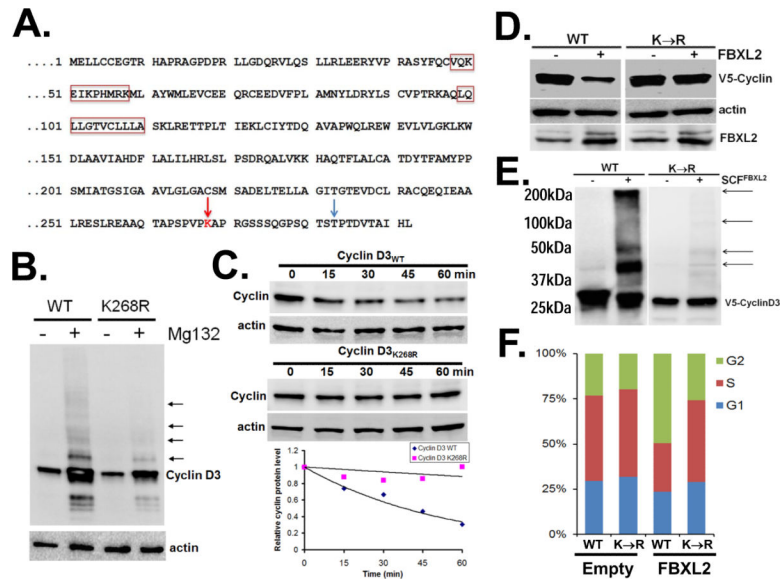 A.
....1 MELLCCEGTR HAPRAGPDPR LLGDQRVLQS LLRLEERYVP RASYFQCVQK
....51 EIKPHMRKML AYWMLEVCEE QRCEEDVFPL AMNYLDRYLS CVPTRKAQLQ
....101 LLGTVCLLLA SKLRETTPLT IEKLCIYTDQ AVAPWQLREW EVLVLGKLKW
....151 DLAAVIAHDF LALILHRLSL PSDRQALVKK HAQTFLALCA TDYTFAMYPP
....201 SMIATGSIGA AVLGLGACSM SADELTELLA GITGTEVDCL RACQEQIEAA
....251 LRESLREAAQ TAPSPVPKAP RGSSSQGPSQ TSTPTDVTAI HL
B.
WT K268R
- + - + Mg132
Cyclin D3
actin
C.
Cyclin D3WT
0 15 30 45 60 min
Cyclin
actin
Cyclin D3K268R
0 15 30 45 60 min
Cyclin
actin
Cyclin D3 WT
Cyclin D3 K268R
Relative cyclin protein level
1.2
1
0.8
0.6
0.4
0.2
0
0 15 30 45 60
Time (min)
D.
WT K→R
- + - + FBXL2
V5-Cyclin
actin
FBXL2
E.
WT K→R
- + - + SCFFBXL2
200kDa
100kDa
50kDa
37kDa
25kDa
V5-CyclinD3
F.
100%
75%
50%
25%
0%
G2
S
G1
WT K→R WT K→R
Empty FBXL2